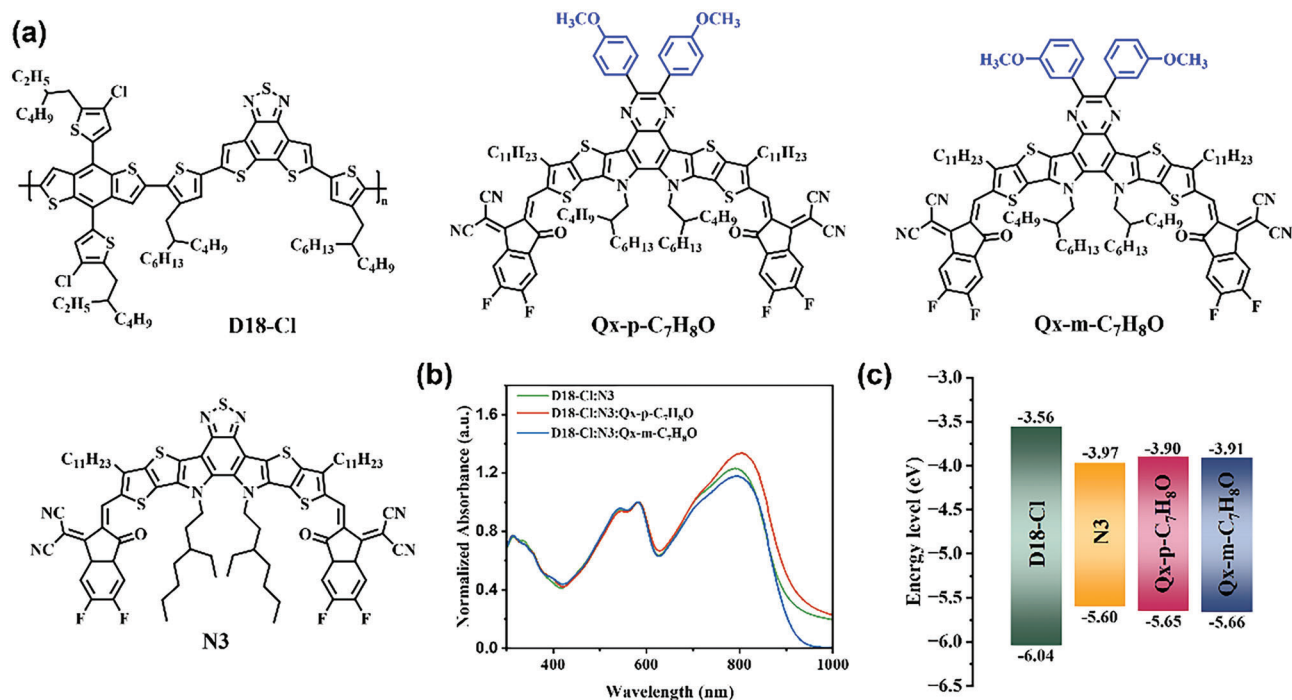 (a)
C₂H₅
Cl
C₄H₉
S
N S N
S S
S
S S
S
n
S
Cl
C₂H₅
C₄H₉
C₆H₁₃
C₄H₉
C₆H₁₃
C₄H₉
D18-Cl
H₃CO OCH₃
N N
S S
C₁₁H₂₃ C₁₁H₂₃
S N N S
NC CN
C₄H₉ C₄H₉
NC O O CN
C₆H₁₃ C₆H₁₃
F F F F
Qx-p-C₇H₈O
H₃CO OCH₃
N N
S S
C₁₁H₂₃ C₁₁H₂₃
S N N S
NC CN
C₄H₉ C₄H₉
NC O O CN
C₆H₁₃ C₆H₁₃
F F F F
Qx-m-C₇H₈O
S
N N
S S
C₁₁H₂₃ C₁₁H₂₃
S N N S
NC CN
NC O O CN
F F F F
N3
(b)
D18-Cl:N3
D18-Cl:N3:Qx-p-C₇H₈O
D18-Cl:N3:Qx-m-C₇H₈O
Normalized Absorbance (a.u.)
1.6
1.2
0.8
0.4
0.0
400 600 800 1000
Wavelength (nm)
(c)
Energy level (eV)
−3.0
−3.5
−4.0
−4.5
−5.0
−5.5
−6.0
−6.5
-3.56
D18-Cl
-6.04
-3.97
N3
-5.60
-3.90
Qx-p-C₇H₈O
-5.65
-3.91
Qx-m-C₇H₈O
-5.66